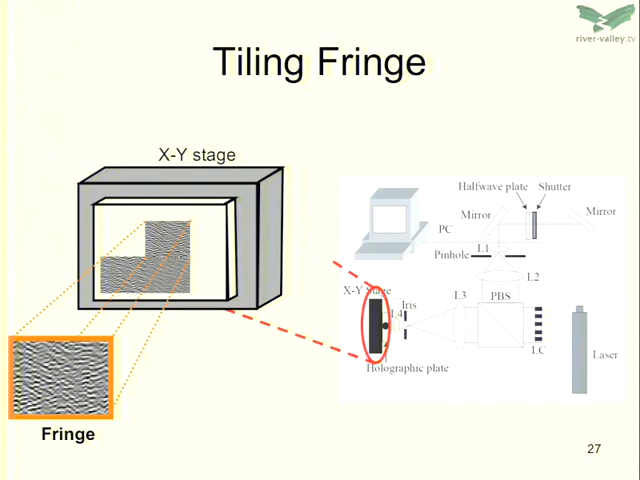 river-valley.tv
Tiling Fringe
X-Y stage
Halfwave plate
Shutter
Mirror
Mirror
PC
L1
Pinhole
L2
X-Y Stage
Iris
L3
PBS
L4
LC
Laser
Holographic plate
Fringe
27